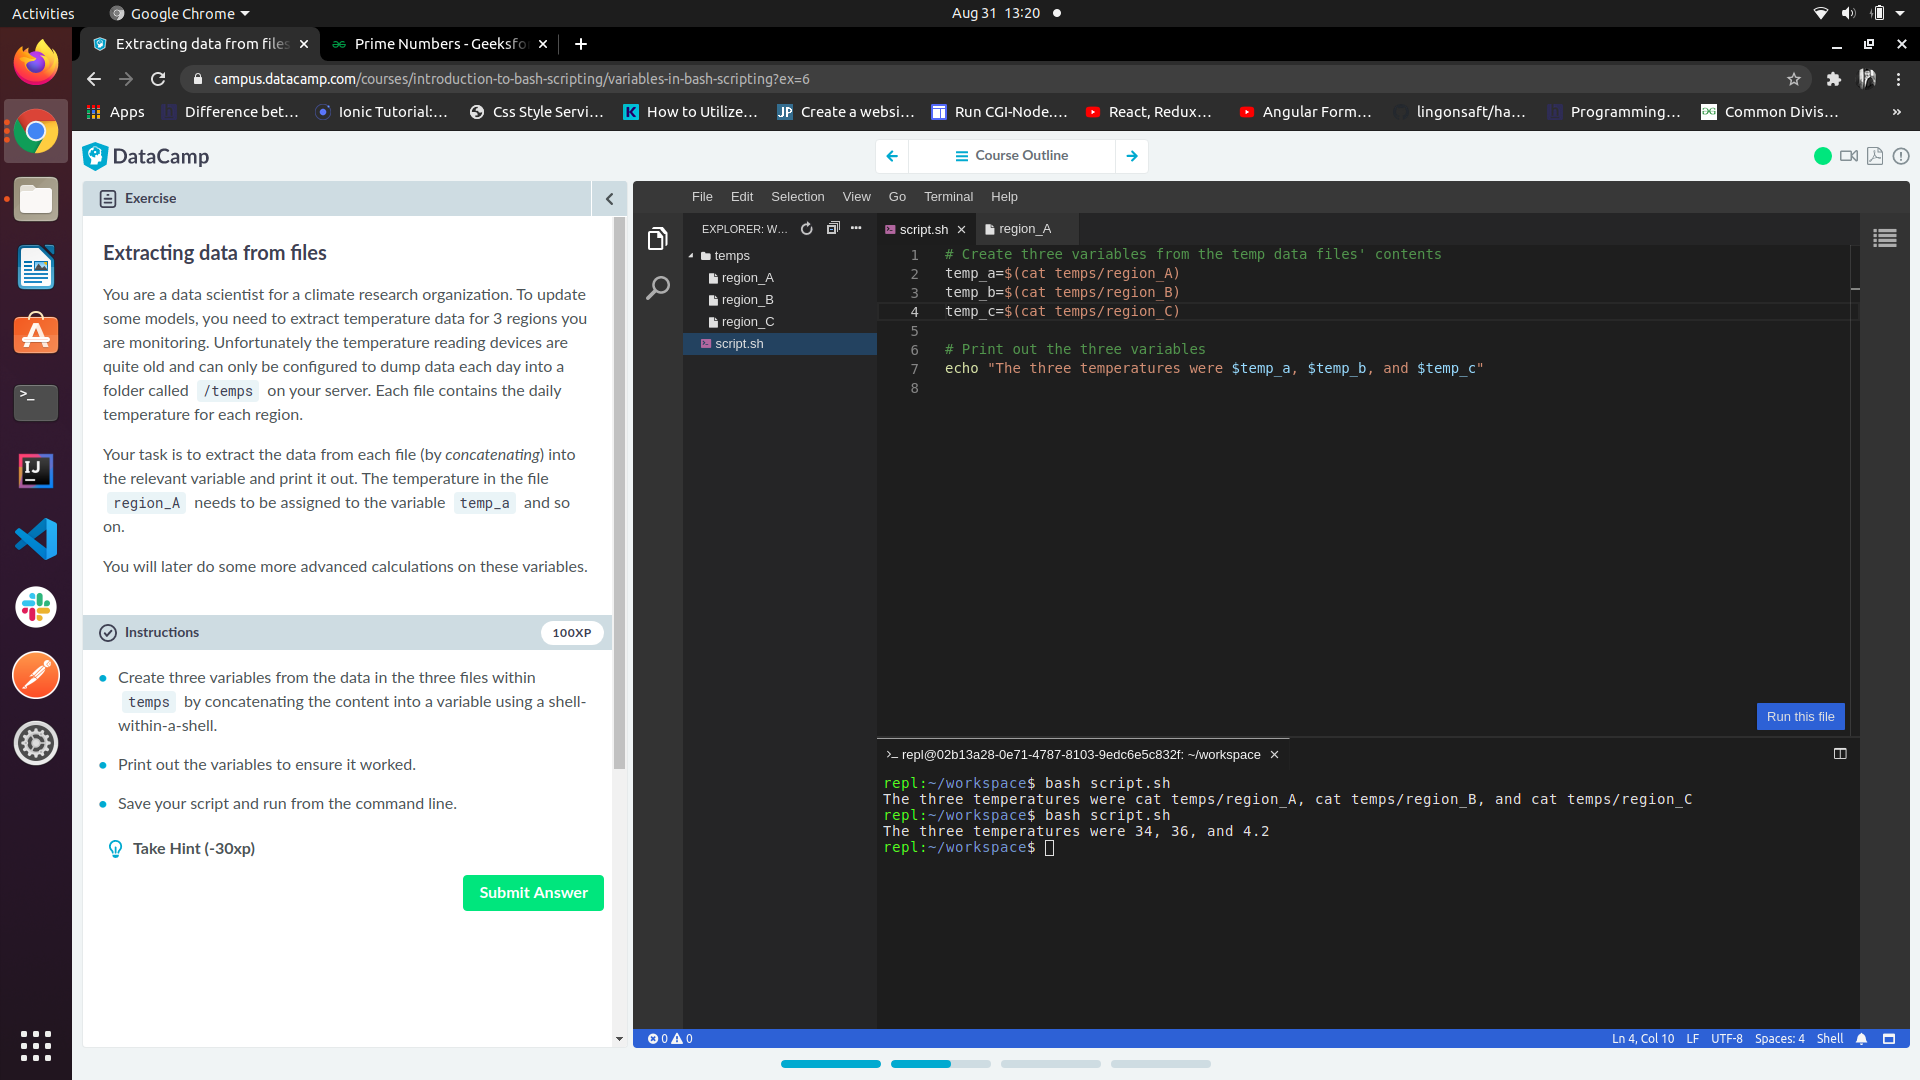 Activities
Google Chrome
Aug 31 13:20
Extracting data from files
Prime Numbers - Geeksfo
campus.datacamp.com/courses/introduction-to-bash-scripting/variables-in-bash-scripting?ex=6
Apps
Difference bet...
Ionic Tutorial:...
Css Style Servi...
How to Utilize...
JP Create a websi...
Run CGI-Node....
React, Redux...
Angular Form...
lingonsaft/ha...
Programming...
Common Divis...
»
DataCamp
Course Outline
Exercise
Extracting data from files
You are a data scientist for a climate research organization. To update
some models, you need to extract temperature data for 3 regions you
are monitoring. Unfortunately the temperature reading devices are
quite old and can only be configured to dump data each day into a
folder called /temps on your server. Each file contains the daily
temperature for each region.
Your task is to extract the data from each file (by concatenating) into
the relevant variable and print it out. The temperature in the file
region_A needs to be assigned to the variable temp_a and so
on.
You will later do some more advanced calculations on these variables.
Instructions
100XP
Create three variables from the data in the three files within
temps by concatenating the content into a variable using a shell-
within-a-shell.
Print out the variables to ensure it worked.
Save your script and run from the command line.
Take Hint (-30xp)
Submit Answer
File Edit Selection View Go Terminal Help
EXPLORER: W...
temps
region_A
region_B
region_C
script.sh
script.sh
region_A
1 # Create three variables from the temp data files' contents
2 temp_a=$(cat temps/region_A)
3 temp_b=$(cat temps/region_B)
4 temp_c=$(cat temps/region_C)
5
6 # Print out the three variables
7 echo "The three temperatures were $temp_a, $temp_b, and $temp_c"
8
Run this file
repl@02b13a28-0e71-4787-8103-9edc6e5c832f: ~/workspace
repl:~/workspace$ bash script.sh
The three temperatures were cat temps/region_A, cat temps/region_B, and cat temps/region_C
repl:~/workspace$ bash script.sh
The three temperatures were 34, 36, and 4.2
repl:~/workspace$
0 0
Ln 4, Col 10 LF UTF-8 Spaces: 4 Shell
IJ